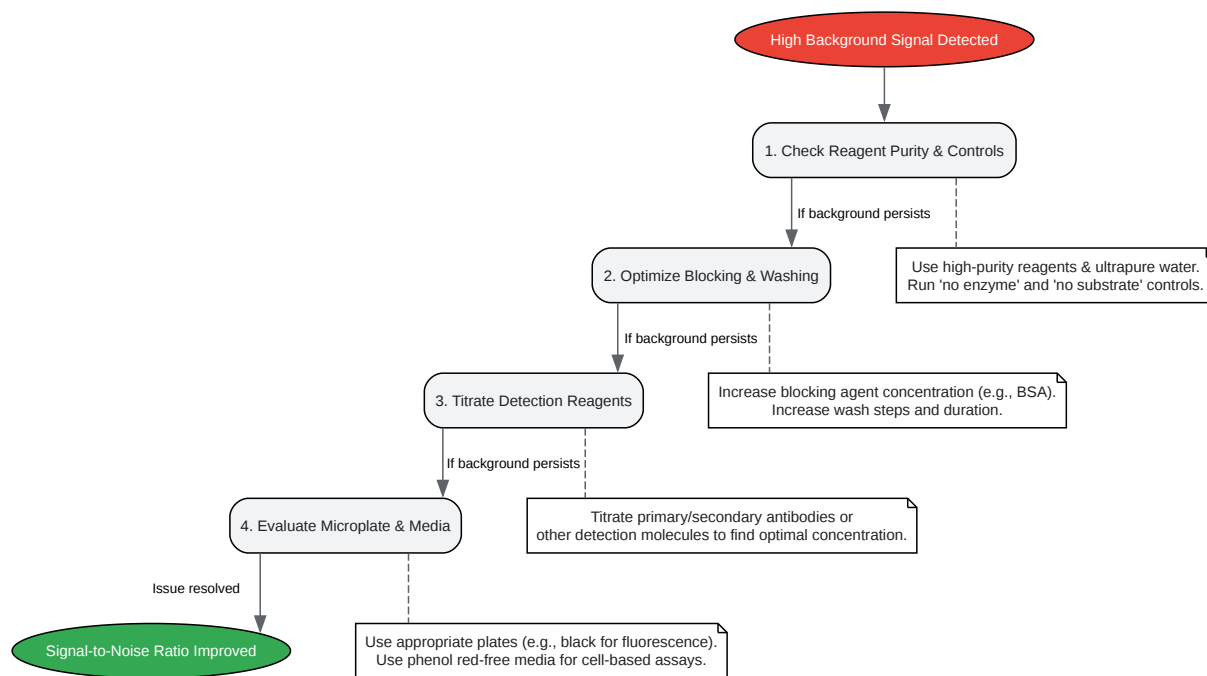 High Background Signal Detected
1. Check Reagent Purity & Controls
If background persists
Use high-purity reagents & ultrapure water.
Run 'no enzyme' and 'no substrate' controls.
2. Optimize Blocking & Washing
If background persists
Increase blocking agent concentration (e.g., BSA).
Increase wash steps and duration.
3. Titrate Detection Reagents
If background persists
Titrate primary/secondary antibodies or
other detection molecules to find optimal concentration.
4. Evaluate Microplate & Media
Issue resolved
Use appropriate plates (e.g., black for fluorescence).
Use phenol red-free media for cell-based assays.
Signal-to-Noise Ratio Improved